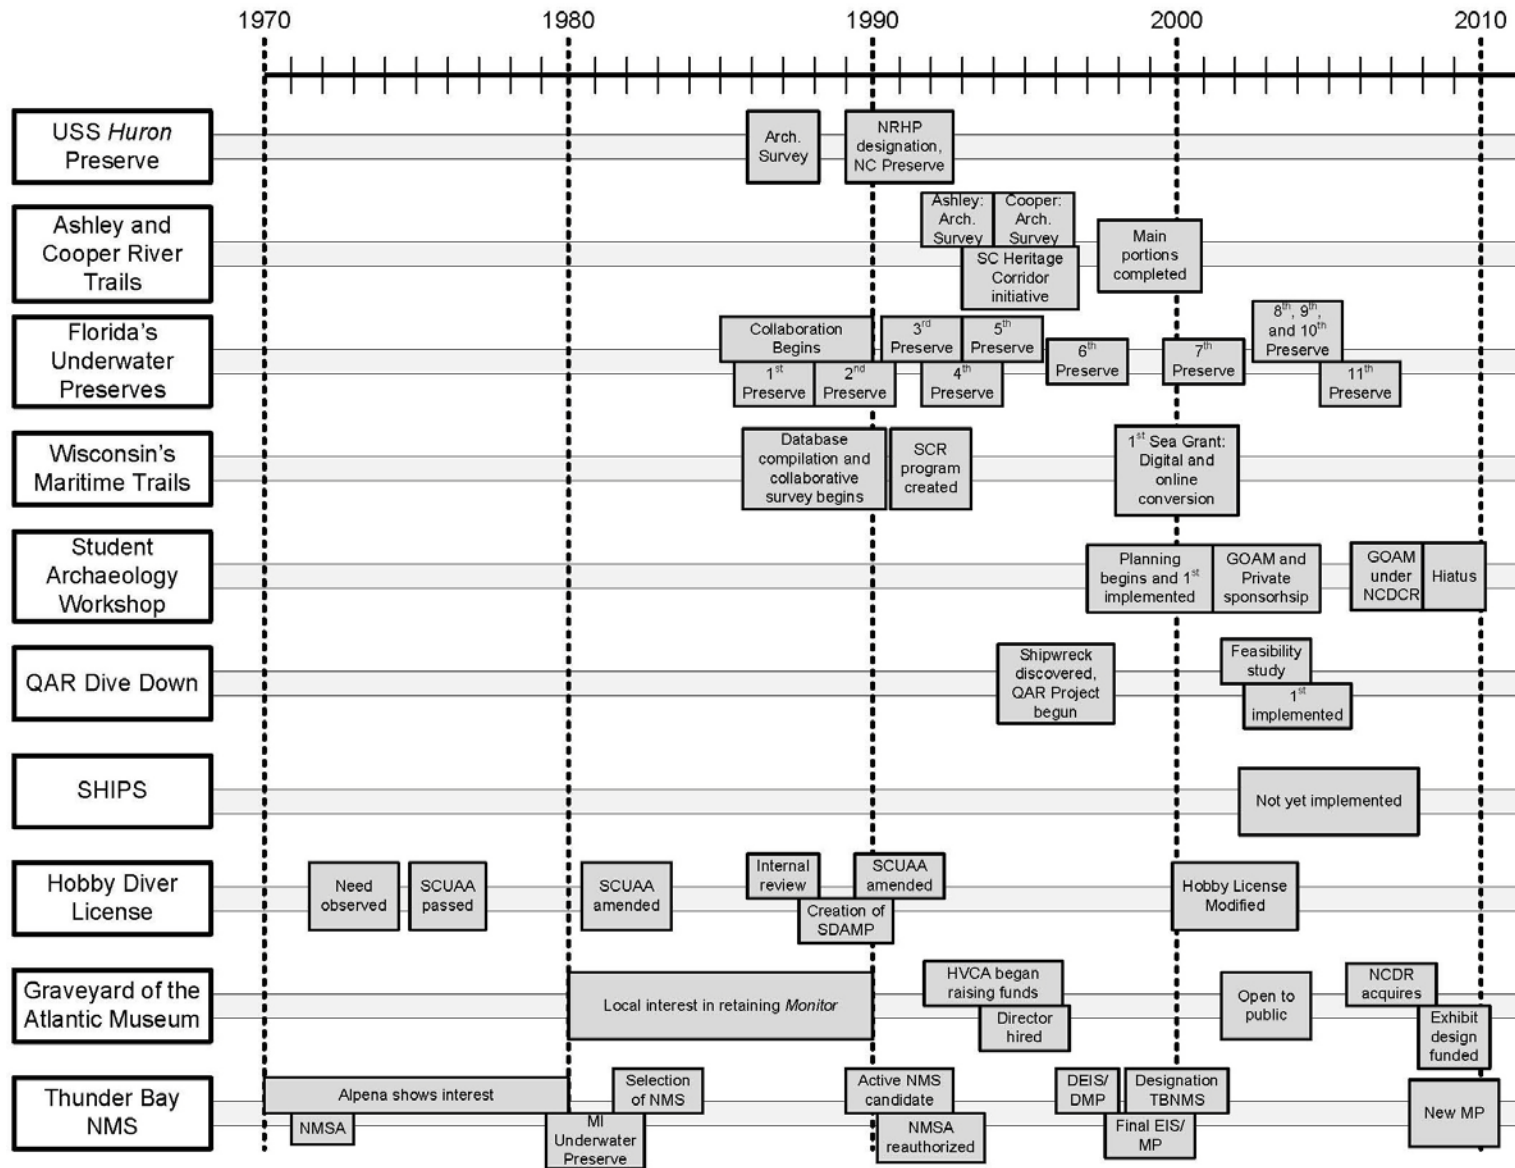 1970 1980 1990 2000 2010
USS Huron
Preserve
Arch.
Survey
NRHP
designation,
NC Preserve
Ashley and
Cooper River
Trails
Ashley:
Arch.
Survey
Cooper:
Arch.
Survey
SC Heritage
Corridor
initiative
Main
portions
completed
Florida's
Underwater
Preserves
Collaboration
Begins
1st
Preserve
2nd
Preserve
3rd
Preserve
4th
Preserve
5th
Preserve
6th
Preserve
7th
Preserve
8th, 9th,
and 10th
Preserve
11th
Preserve
Wisconsin's
Maritime Trails
Database
compilation and
collaborative
survey begins
SCR
program
created
1st Sea Grant:
Digital and
online
conversion
Student
Archaeology
Workshop
Planning
begins and 1st
implemented
GOAM and
Private
sponsorhsip
GOAM
under
NCDCR
Hiatus
QAR Dive Down
Shipwreck
discovered,
QAR Project
begun
Feasibility
study
1st
implemented
SHIPS
Not yet implemented
Hobby Diver
License
Need
observed
SCUAA
passed
SCUAA
amended
Internal
review
Creation of
SDAMP
SCUAA
amended
Hobby License
Modified
Graveyard of the
Atlantic Museum
Local interest in retaining Monitor
HVCA began
raising funds
Director
hired
Open to
public
NCDR
acquires
Exhibit
design
funded
Thunder Bay
NMS
Alpena shows interest
NMSA
MI
Underwater
Preserve
Selection
of NMS
Active NMS
candidate
NMSA
reauthorized
DEIS/
DMP
Final EIS/
MP
Designation
TBNMS
New MP